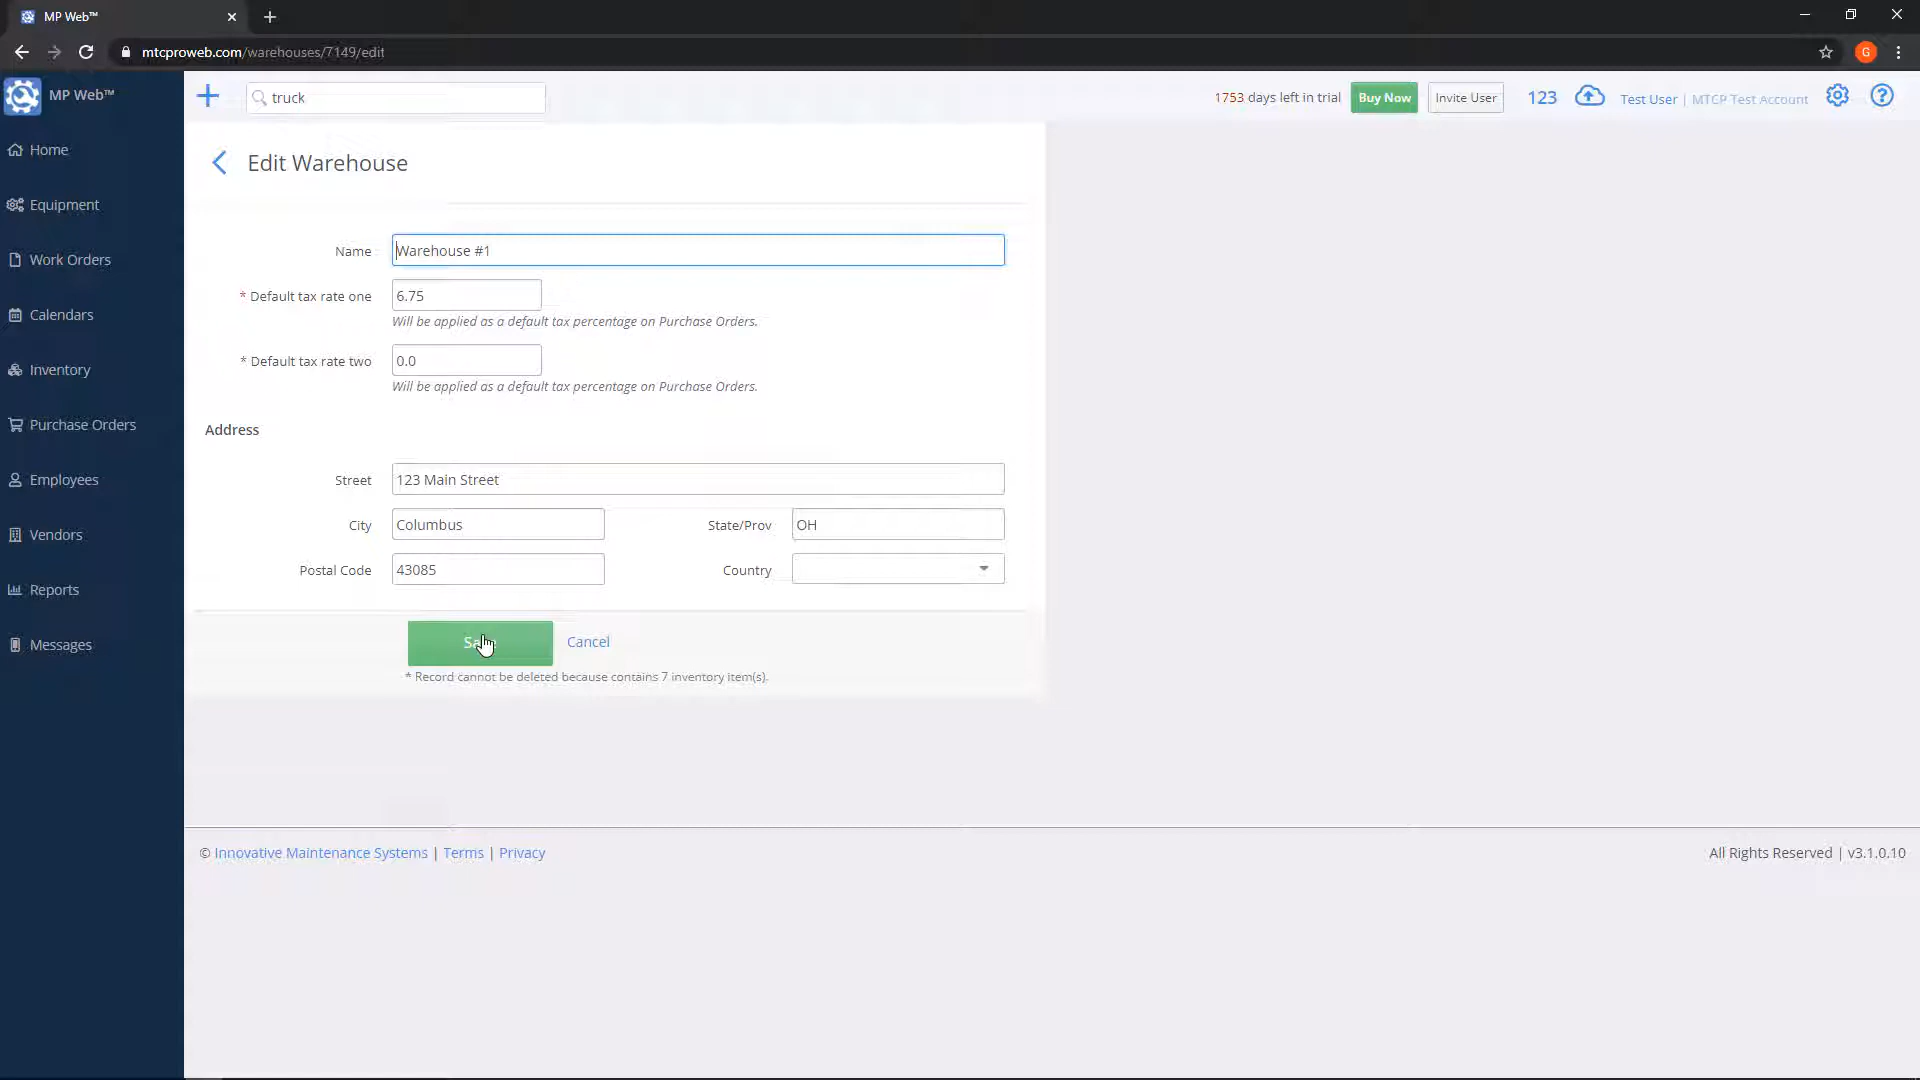 MP Web™
mtcproweb.com/warehouses/7149/edit
G
MP Web™
truck
1753 days left in trial
Buy Now
Invite User
123
Test User | MTCP Test Account
Home
Equipment
Work Orders
Calendars
Inventory
Purchase Orders
Employees
Vendors
Reports
Messages
Edit Warehouse
Name
Warehouse #1
* Default tax rate one
6.75
Will be applied as a default tax percentage on Purchase Orders.
* Default tax rate two
0.0
Will be applied as a default tax percentage on Purchase Orders.
Address
Street
123 Main Street
City
Columbus
State/Prov
OH
Postal Code
43085
Country
Cancel
* Record cannot be deleted because contains 7 inventory item(s).
© Innovative Maintenance Systems | Terms | Privacy
All Rights Reserved | v3.1.0.10